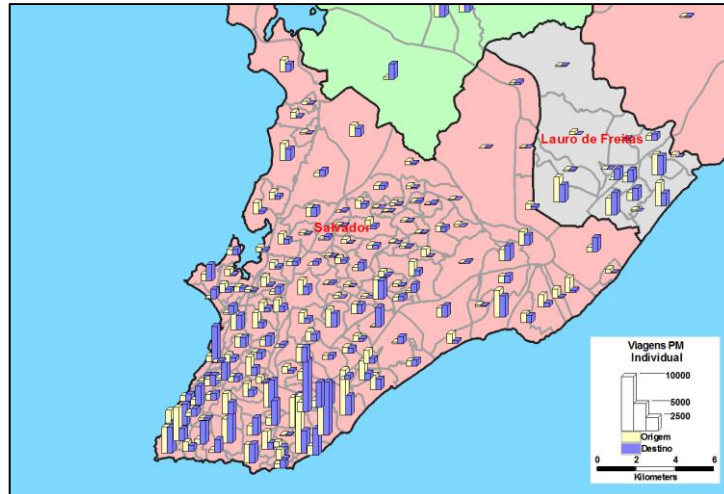 Lauro de Freitas
Salvador
Viagens PM
Individual
10000
5000
2500
Origem
Destino
0 2 4 6
Kilometers